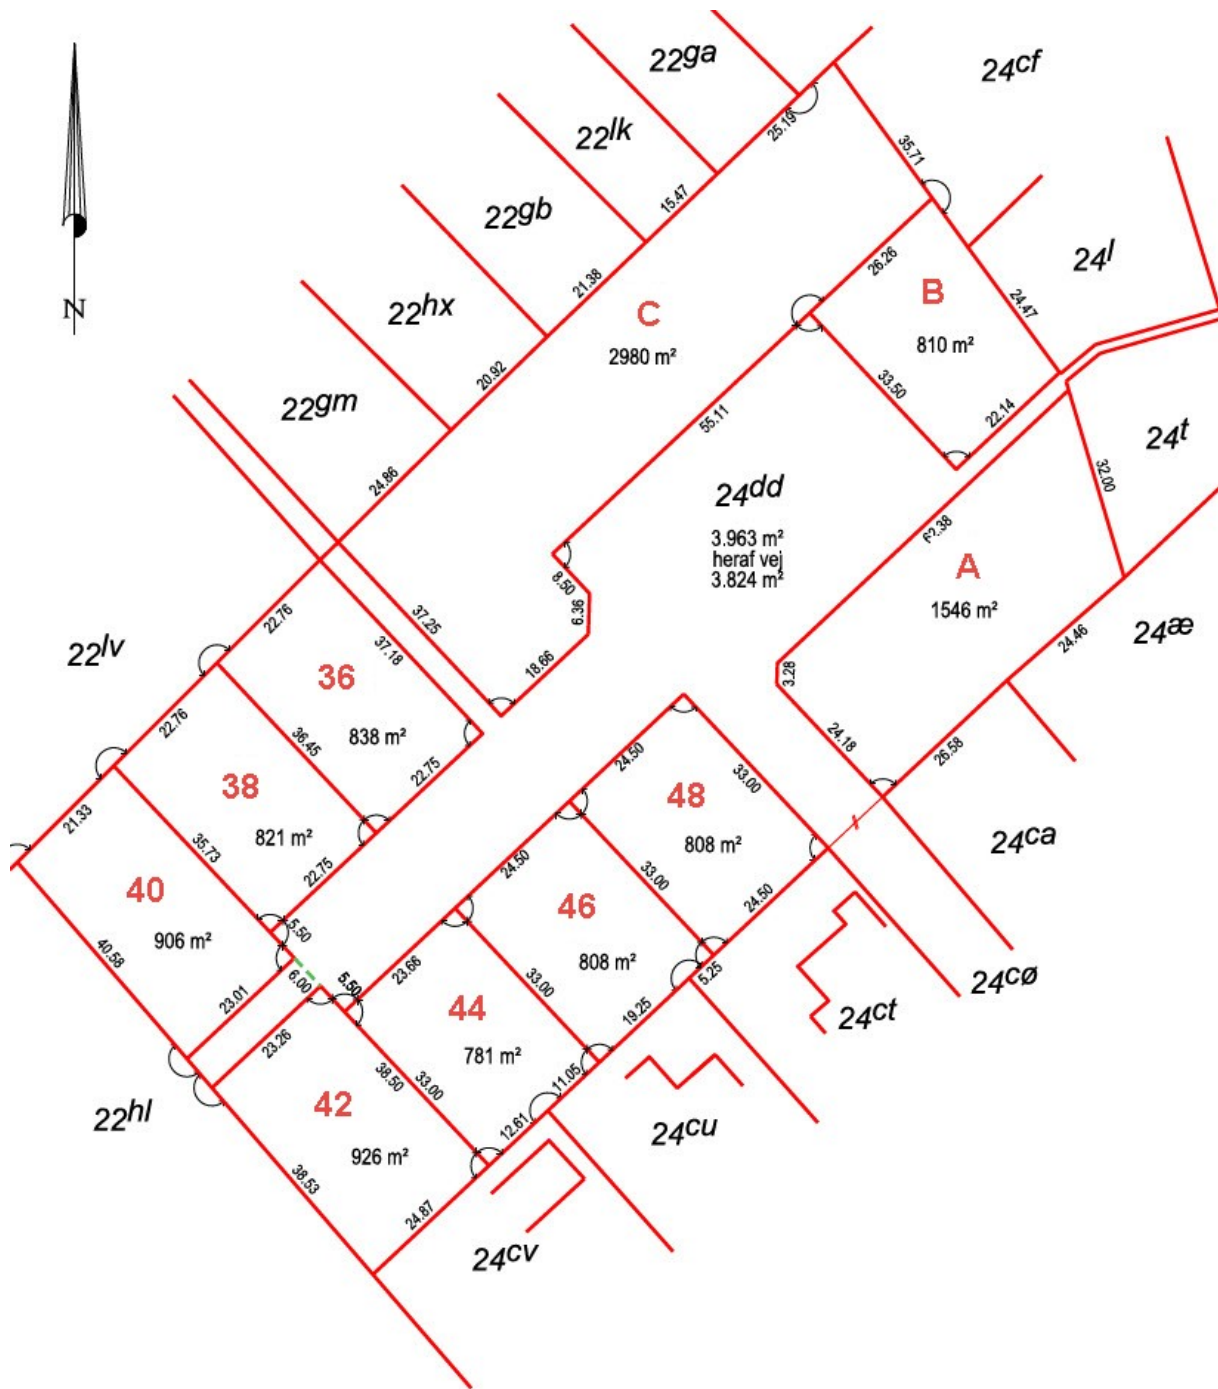 22ga
24cf
25.19
22lk
35.71
15.47
22gb
24l
26.26
21.38
B
24.47
22hx
C
N
810 m²
2980 m²
20.92
33.50
22gm
22.14
55.11
24t
24.86
32.00
24dd
62.38
3.963 m²
heraf vej
3.824 m²
A
8.50
1546 m²
6.36
22.76
37.25
24æ
24.46
22lv
37.18
18.66
3.28
36
22.76
36.45
838 m²
24.18
26.58
24.50
22.75
33.00
38
48
21.33
35.73
821 m²
808 m²
24ca
24.50
33.00
22.75
40
46
24.50
5.50
906 m²
40.58
808 m²
23.66
5.25
6.00
5.50
24cø
33.00
23.01
44
19.25
24ct
23.26
781 m²
11.05
38.50
33.00
42
22hl
12.61
24cu
926 m²
38.53
24.87
24cv